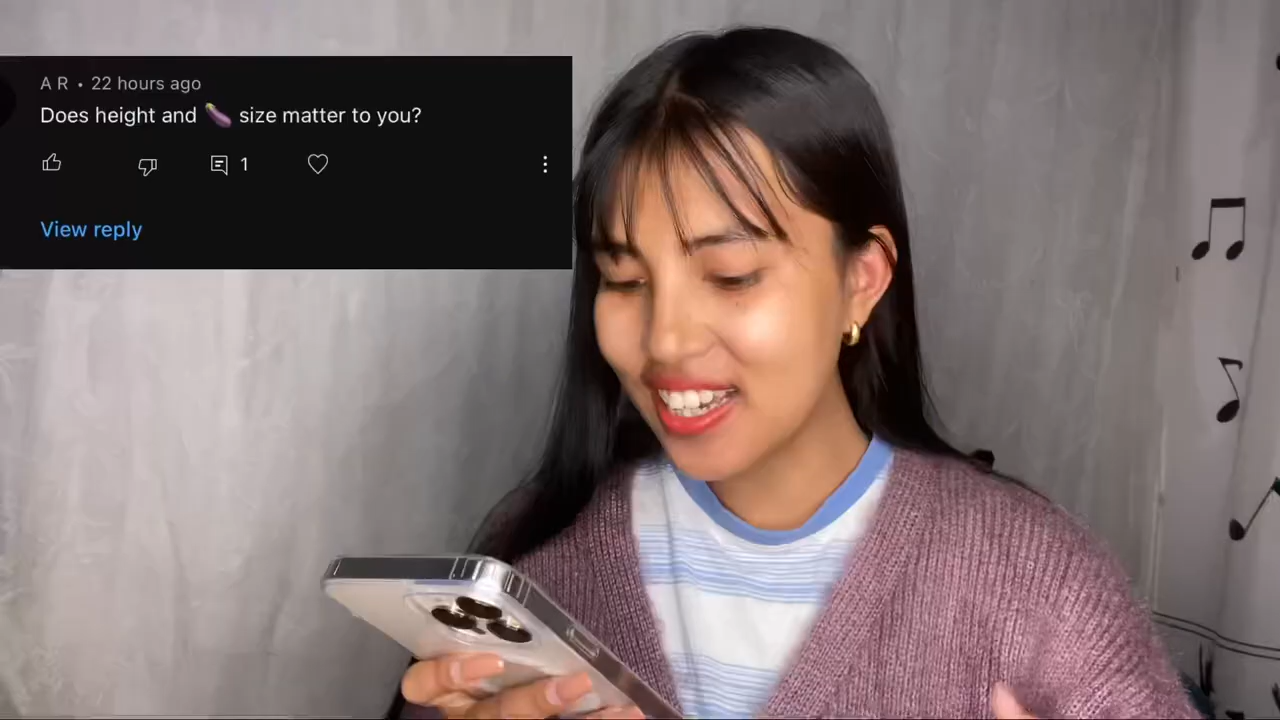 A R • 22 hours ago
Does height and 🍆 size matter to you?
1
View reply